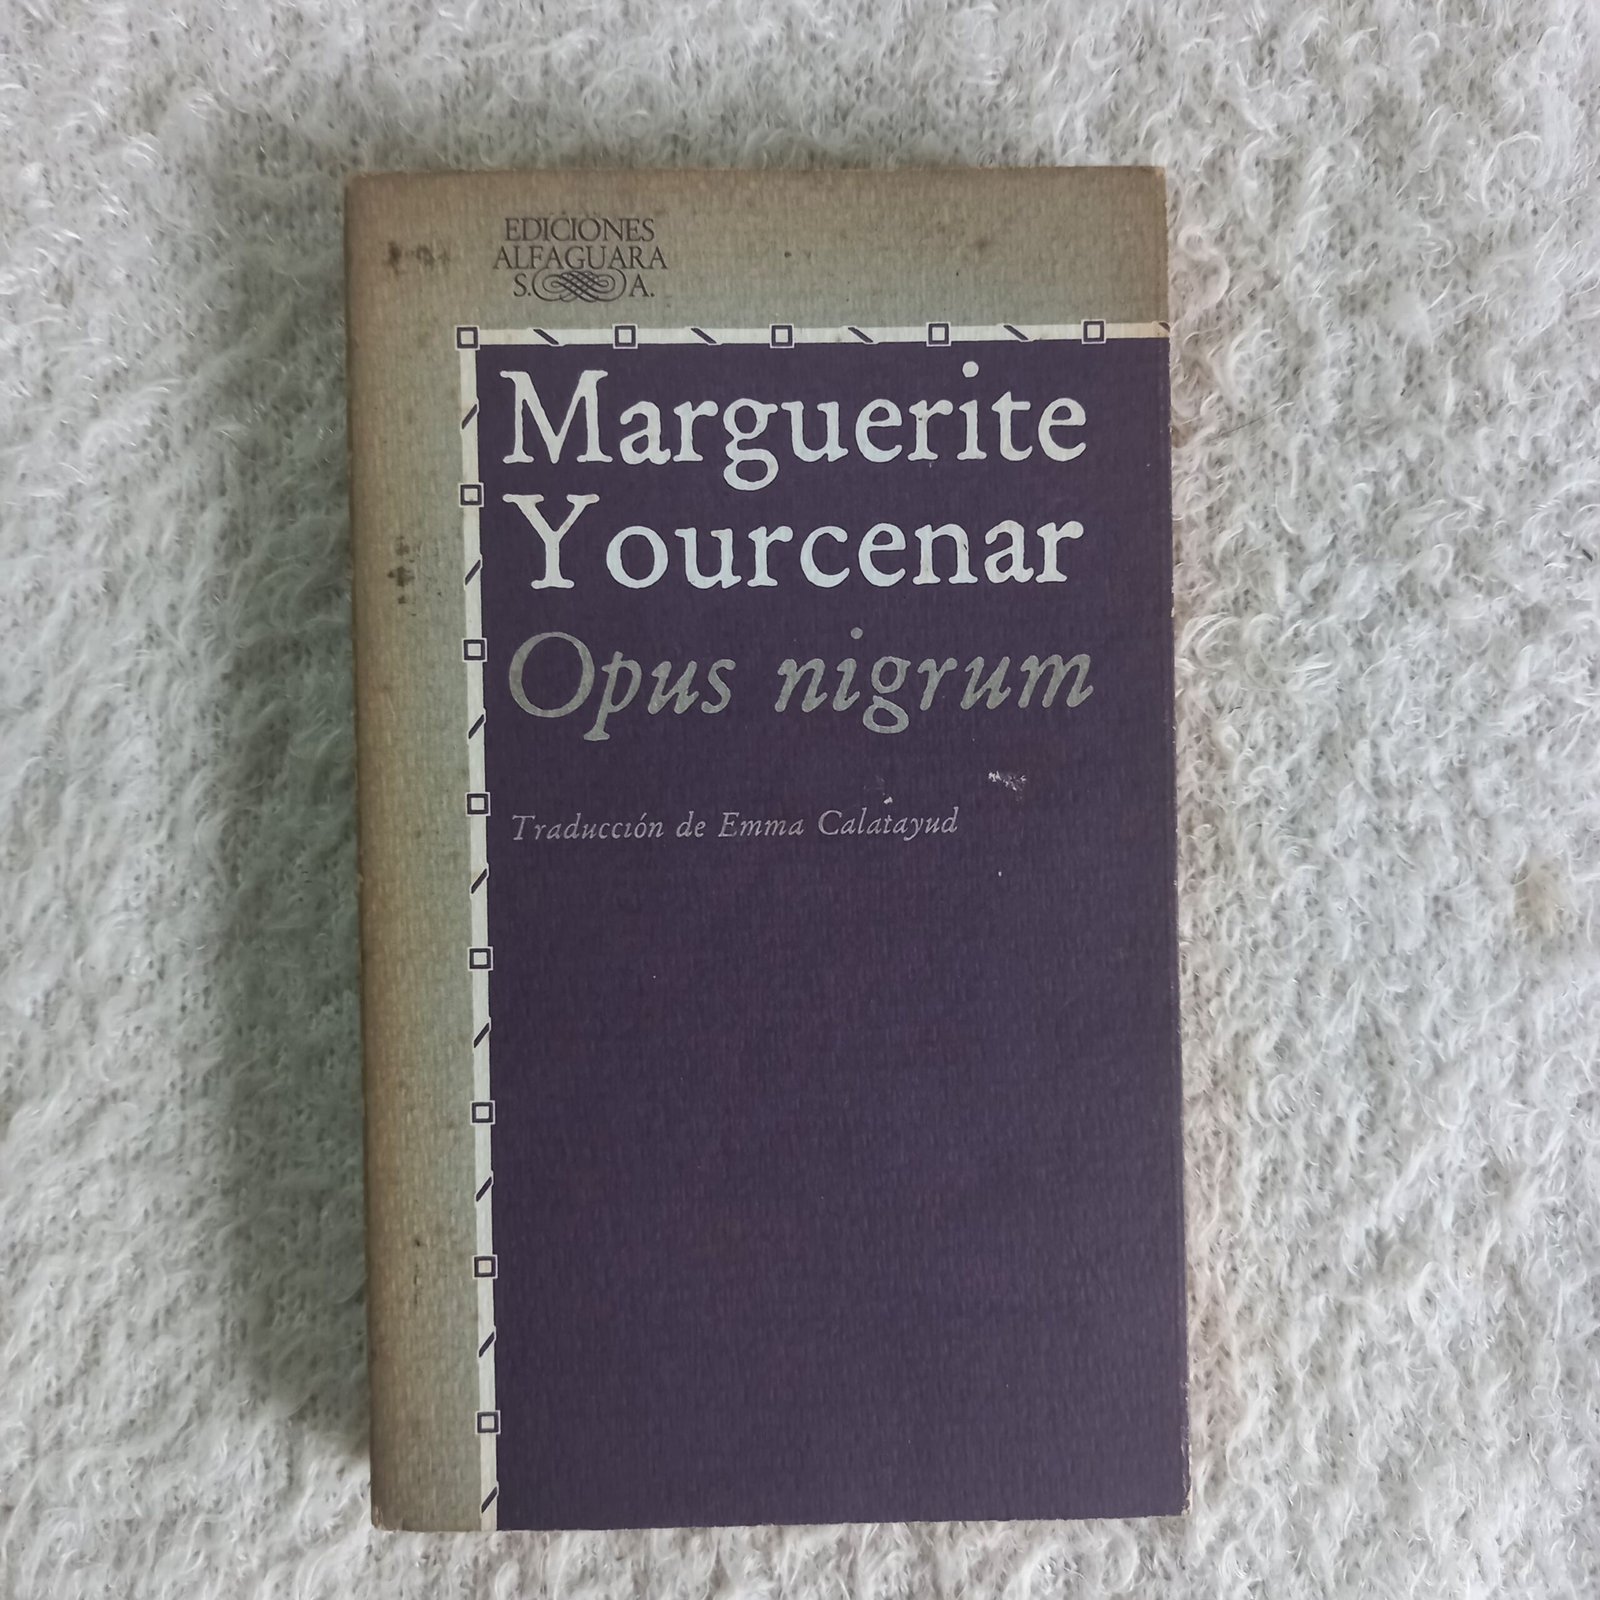 EDICIONES
ALFAGUARA
S. A.
Marguerite
Yourcenar
Opus nigrum
Traducción de Emma Calatayud